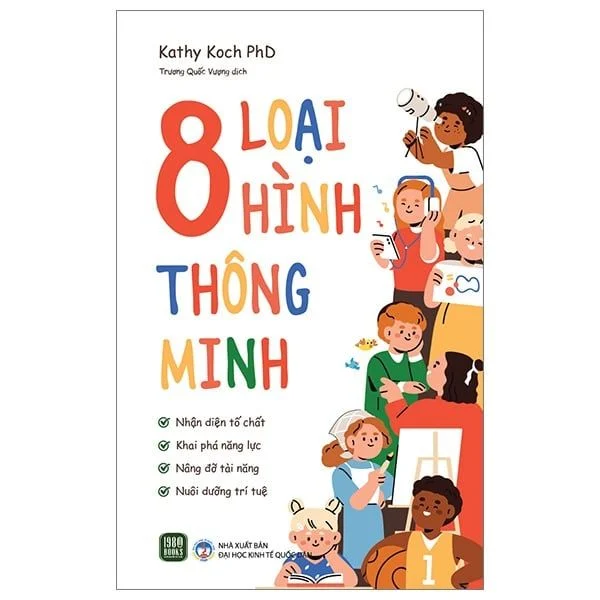 Kathy Koch PhD
Trương Quốc Vượng dịch
8 LOẠI
HÌNH
THÔNG
MINH
Nhận diện tố chất
Khai phá năng lực
Nâng đỡ tài năng
Nuôi dưỡng trí tuệ
1980
BOOKS
NHÀ XUẤT BẢN
ĐẠI HỌC KINH TẾ QUỐC DÂN
1